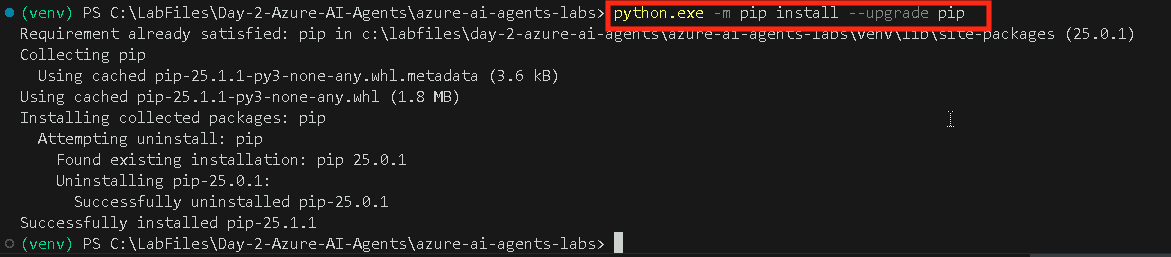 (venv) PS C:\LabFiles\Day-2-Azure-AI-Agents\azure-ai-agents-labs> python.exe -m pip install --upgrade pip
Requirement already satisfied: pip in c:\labfiles\day-2-azure-ai-agents\azure-ai-agents-labs\venv\lib\site-packages (25.0.1)
Collecting pip
  Using cached pip-25.1.1-py3-none-any.whl.metadata (3.6 kB)
Using cached pip-25.1.1-py3-none-any.whl (1.8 MB)
Installing collected packages: pip
  Attempting uninstall: pip
    Found existing installation: pip 25.0.1
    Uninstalling pip-25.0.1:
      Successfully uninstalled pip-25.0.1
Successfully installed pip-25.1.1
(venv) PS C:\LabFiles\Day-2-Azure-AI-Agents\azure-ai-agents-labs>